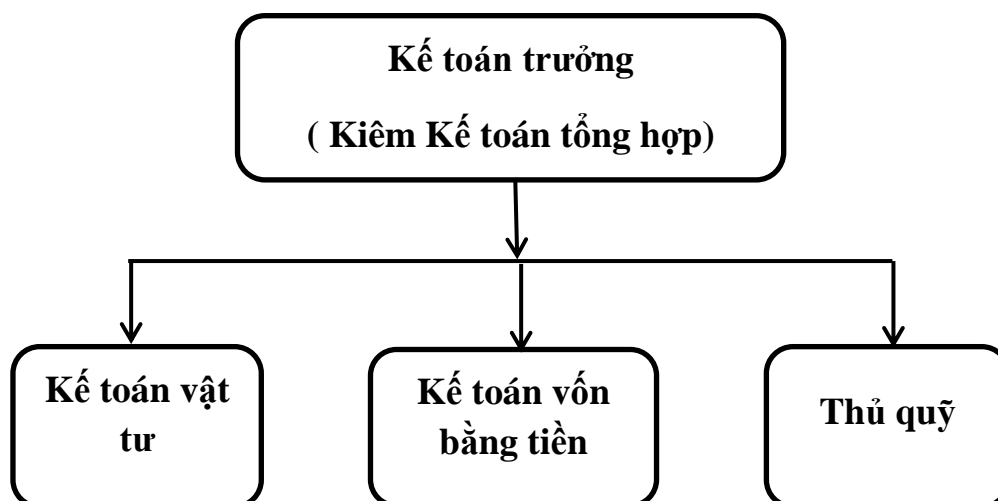 Kế toán trưởng
( Kiêm Kế toán tổng hợp)
Kế toán vật
tư
Kế toán vốn
bằng tiền
Thủ quỹ